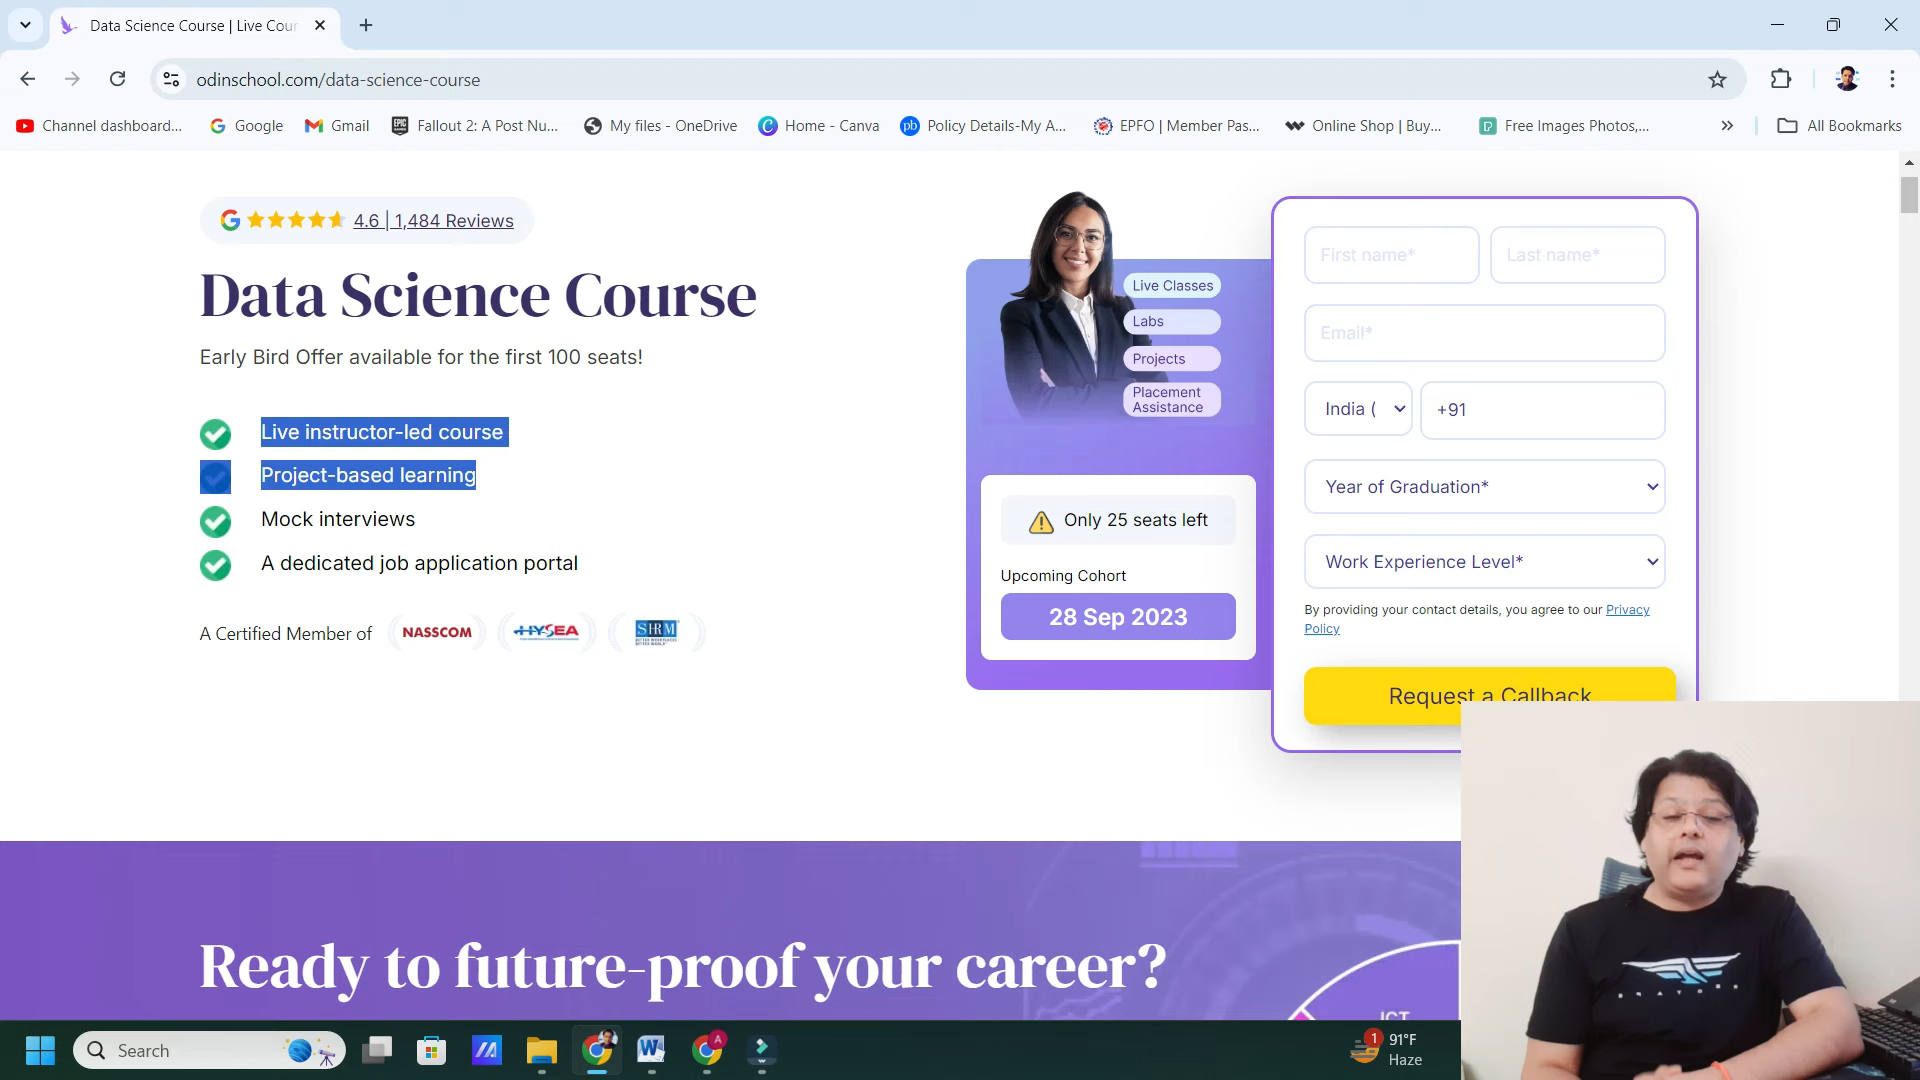 Data Science Course | Live Cour
odinschool.com/data-science-course
Channel dashboard...
Google
Gmail
EPIC
Fallout 2: A Post Nu...
My files - OneDrive
Home - Canva
pb
Policy Details-My A...
EPFO | Member Pas...
Online Shop | Buy...
Free Images Photos,...
All Bookmarks
4.6 | 1,484 Reviews
Data Science Course
Early Bird Offer available for the first 100 seats!
Live instructor-led course
Project-based learning
Mock interviews
A dedicated job application portal
A Certified Member of
NASSCOM
HYSEA
SHRM
Live Classes
Labs
Projects
Placement
Assistance
Only 25 seats left
Upcoming Cohort
28 Sep 2023
First name*
Last name*
Email*
India (
+91
Year of Graduation*
Work Experience Level*
By providing your contact details, you agree to our Privacy
Policy
Request a Callback
Ready to future-proof your career?
ICT
Search
A
1
91°F
Haze